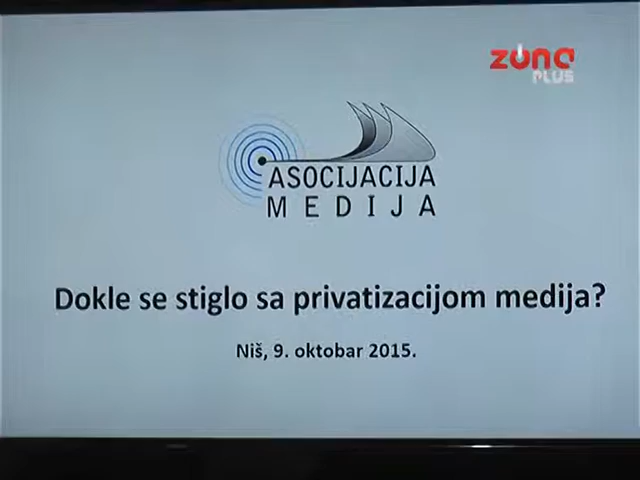 zona
PLUS
ASOCIJACIJA
MEDIJA
Dokle se stiglo sa privatizacijom medija?
Niš, 9. oktobar 2015.